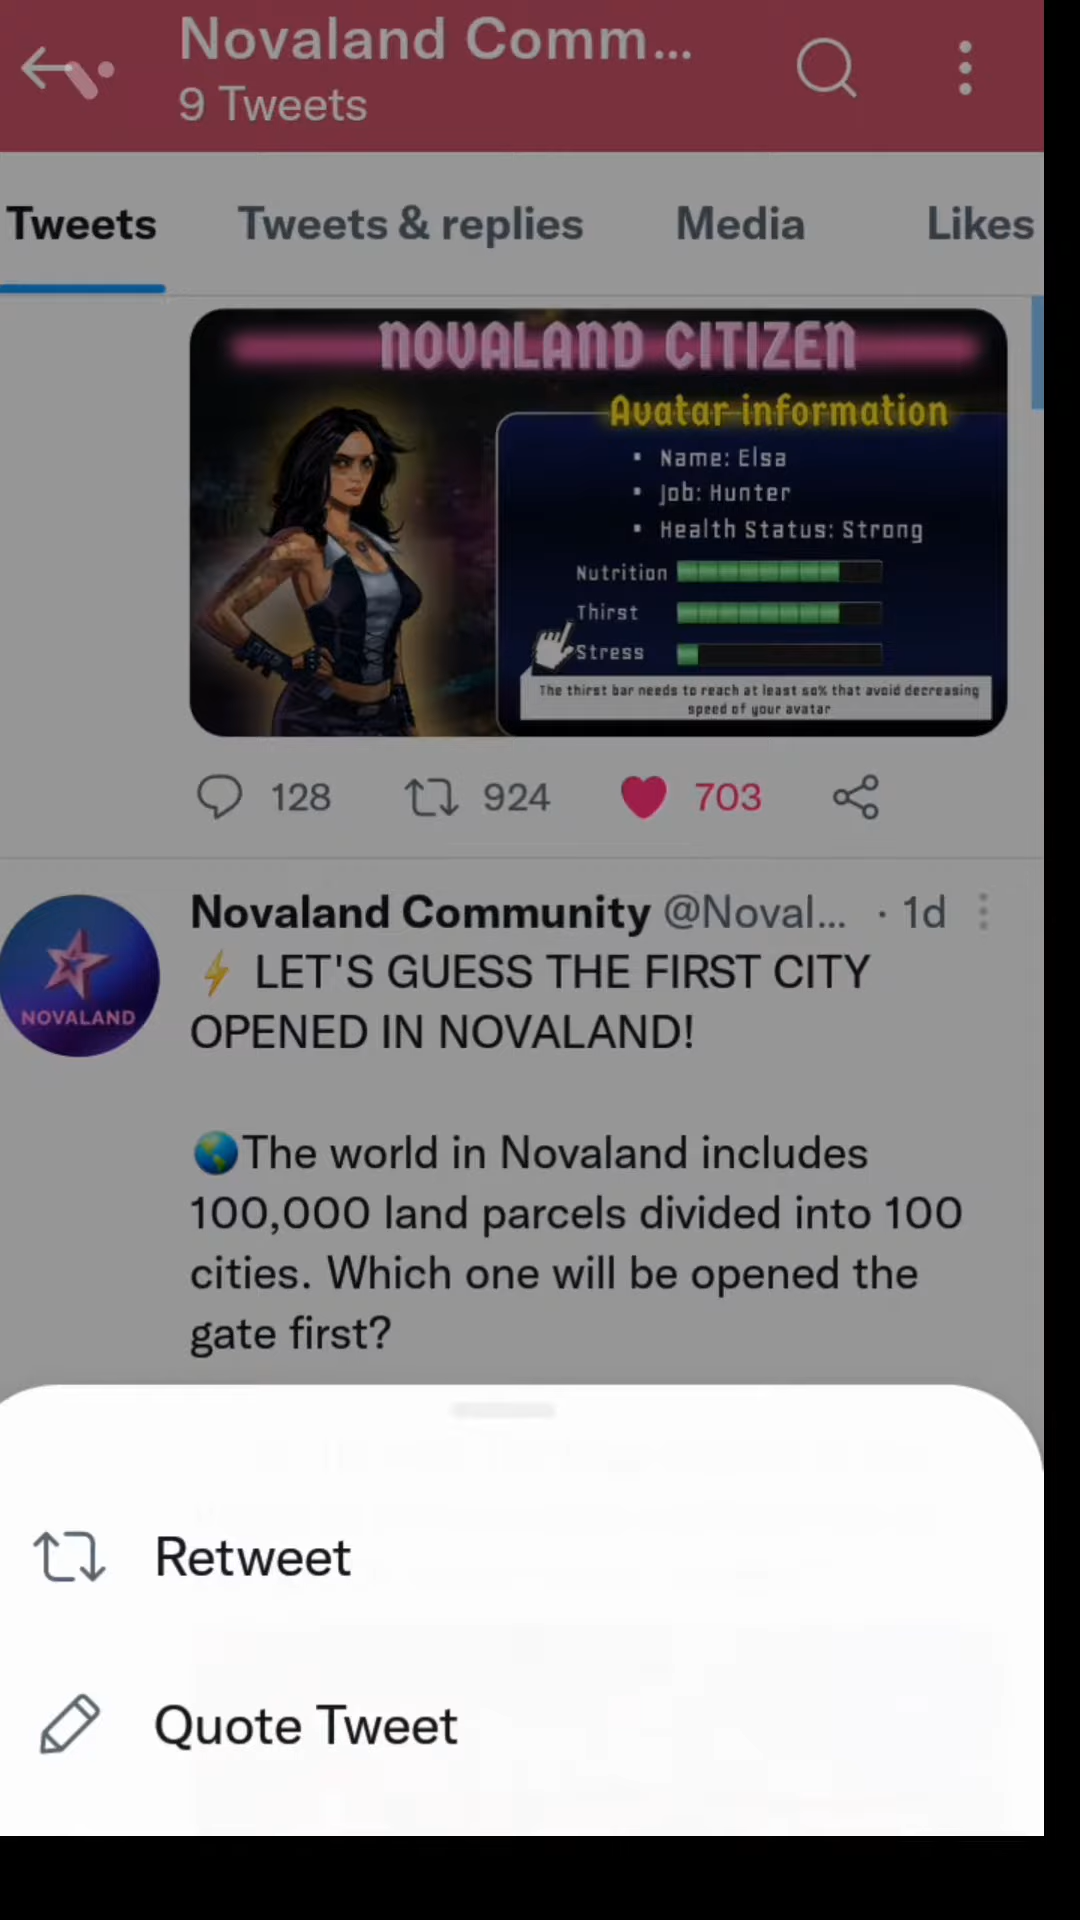 Novaland Comm...
9 Tweets
Tweets Tweets & replies Media Likes
NOVALAND CITIZEN
Avatar information
• Name: Elsa
• Job: Hunter
• Health Status: Strong
Nutrition
Thirst
Stress
The thirst bar needs to reach at least 50% that avoid decreasing
speed of your avatar
128 924 703
Novaland Community @Noval... · 1d
⚡ LET'S GUESS THE FIRST CITY
OPENED IN NOVALAND!
NOVALAND
🌎The world in Novaland includes
100,000 land parcels divided into 100
cities. Which one will be opened the
gate first?
Retweet
Quote Tweet